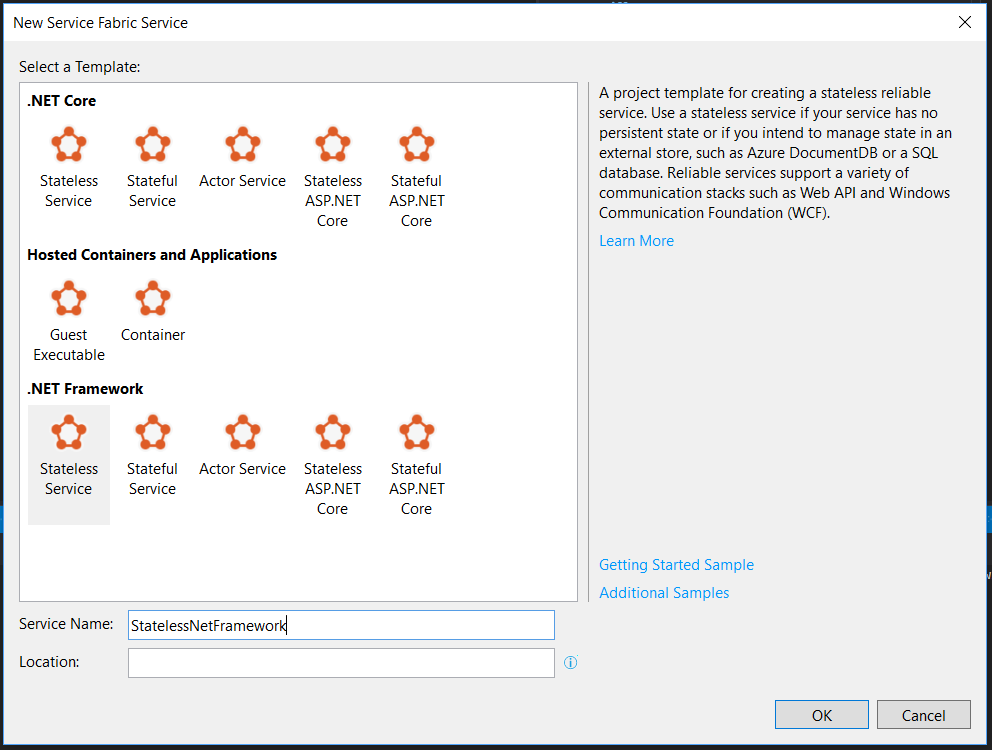 New Service Fabric Service
Select a Template:
.NET Core
Stateless Service
Stateful Service
Actor Service
Stateless ASP.NET Core
Stateful ASP.NET Core
Hosted Containers and Applications
Guest Executable
Container
.NET Framework
Stateless Service
Stateful Service
Actor Service
Stateless ASP.NET Core
Stateful ASP.NET Core
A project template for creating a stateless reliable
service. Use a stateless service if your service has no
persistent state or if you intend to manage state in an
external store, such as Azure DocumentDB or a SQL
database. Reliable services support a variety of
communication stacks such as Web API and Windows
Communication Foundation (WCF).
Learn More
Getting Started Sample
Additional Samples
Service Name: StatelessNetFramework
Location:
OK
Cancel